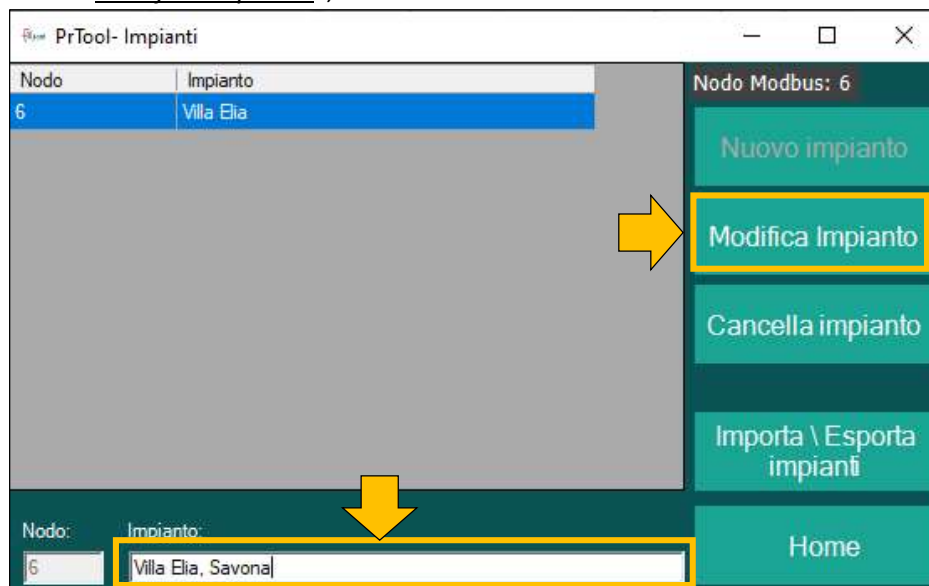 PrTool- Impianti
Nodo Impianto
6 Villa Elia
Nodo Modbus: 6
Nuovo impianto
Modifica Impianto
Cancella impianto
Importa \ Esporta
impianti
Home
Nodo: Impianto:
6 Villa Elia, Savona